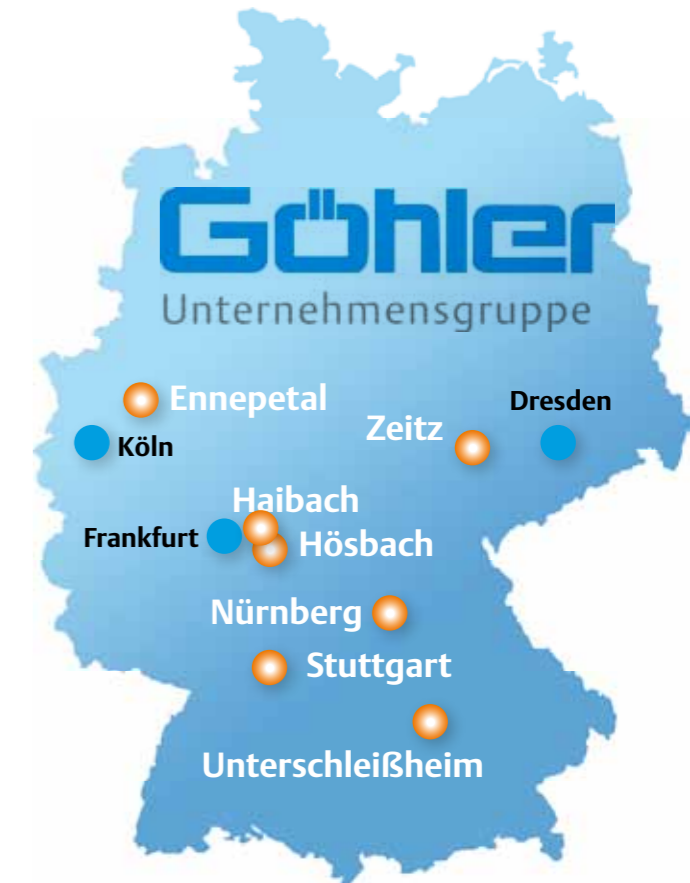 Göhler
Unternehmensgruppe
Ennepetal
Dresden
Zeitz
Köln
Haibach
Frankfurt
Hösbach
Nürnberg
Stuttgart
Unterschleißheim